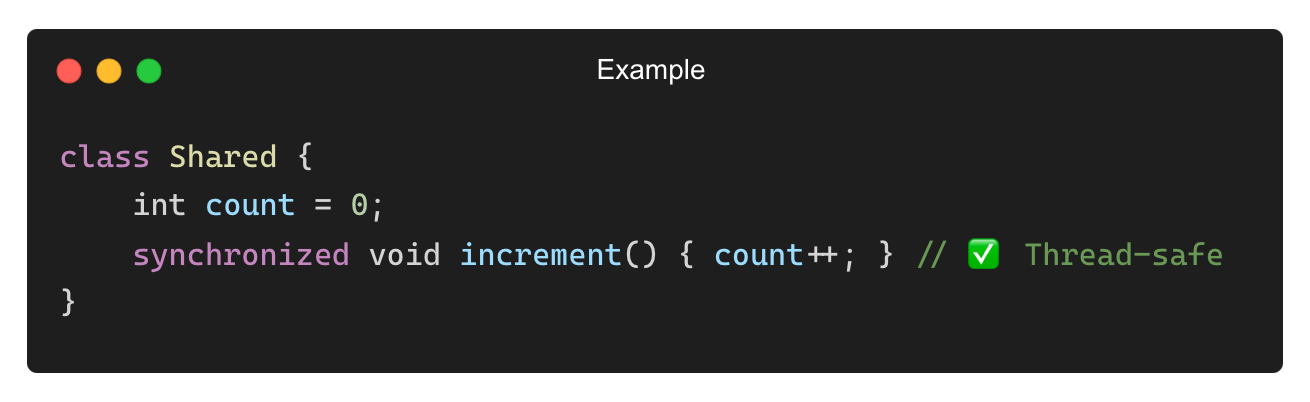 Example
class Shared {
    int count = 0;
    synchronized void increment() { count++; } // ✅ Thread-safe
}